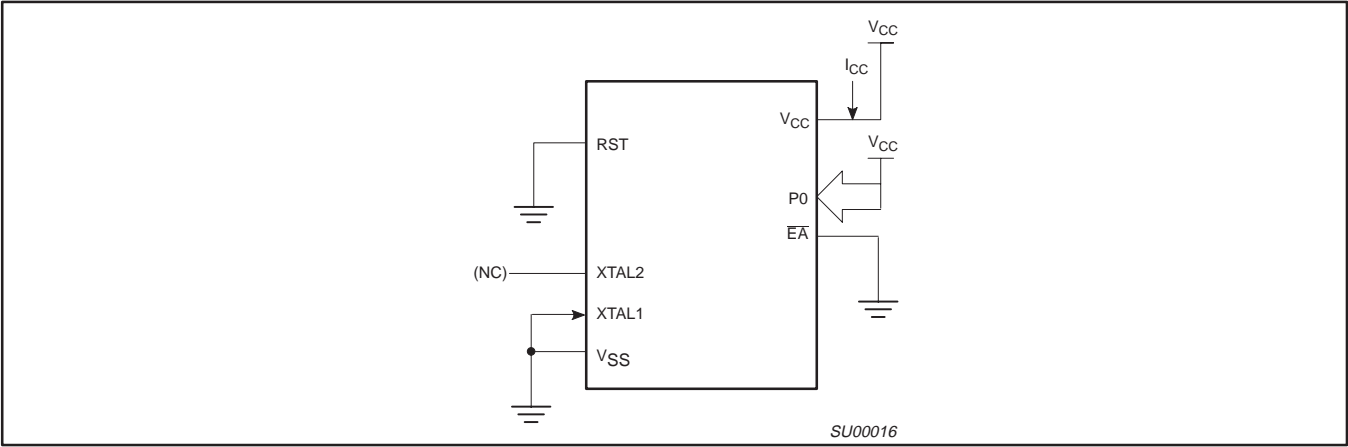 VCC
ICC
VCC
RST
VCC
P0
EA
(NC)
XTAL2
XTAL1
VSS
SU00016